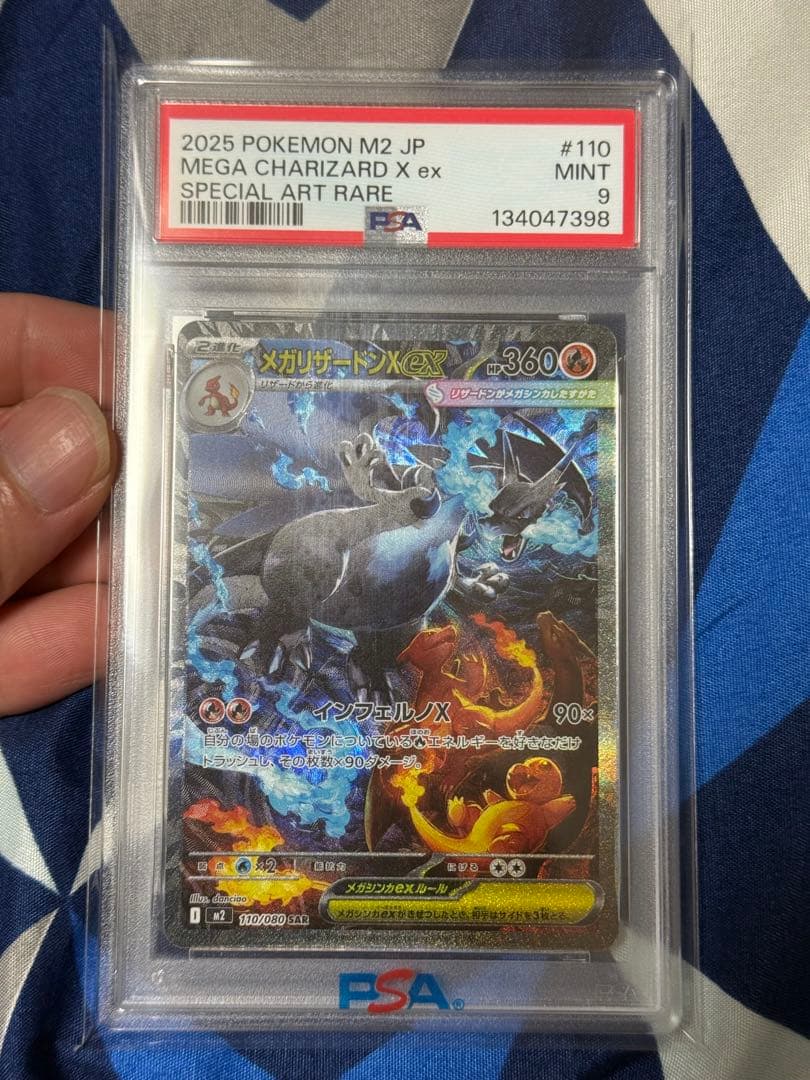 2025 POKEMON M2 JP #110
MEGA CHARIZARD X ex MINT
SPECIAL ART RARE 9
PSA 134047398
2進化 メガリザードンXex HP360
リザードから進化
リザードンがメガシンカしたすがた
インフェルノX 90×
自分の場のポケモンについている炎エネルギーを好きなだけ
トラッシュし、その枚数×90ダメージ。
弱点 ×2 抵抗力 にげる
メガシンカexルール
メガシンカexがきぜつしたとき、相手はサイドを3枚とる。
Illus. danciao
I M2 110/080 SAR
PSA
PSA